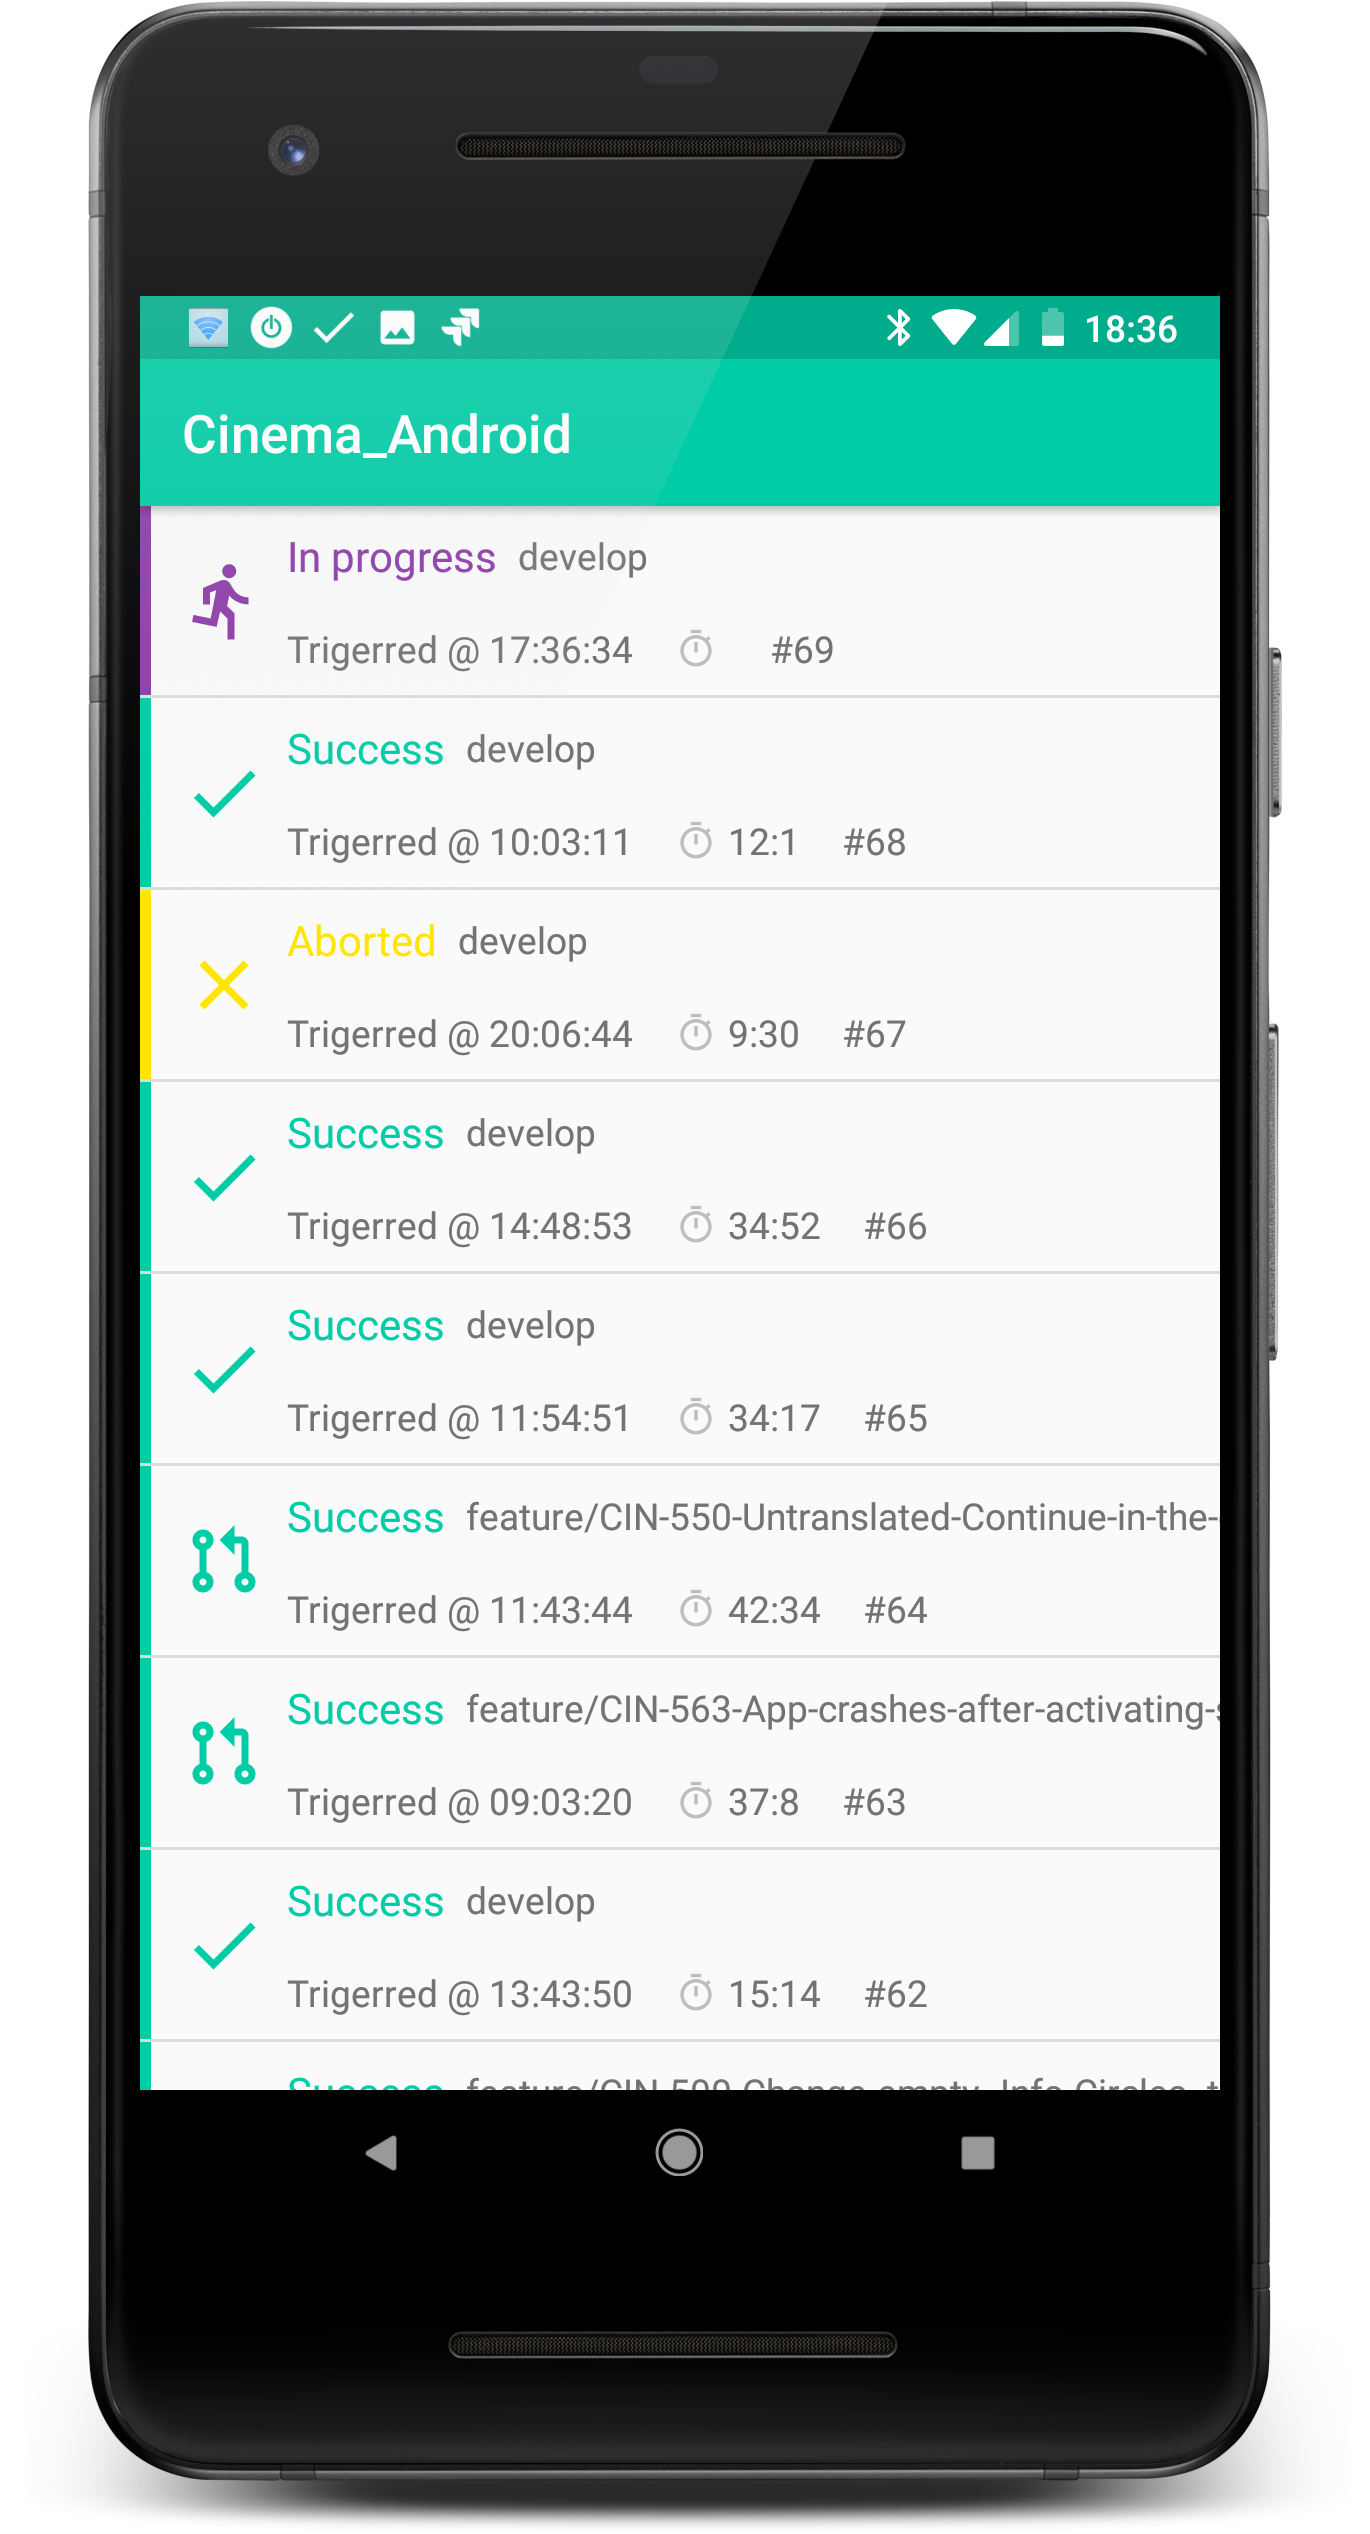 18:36
Cinema_Android
In progress develop
Trigerred @ 17:36:34 #69
Success develop
Trigerred @ 10:03:11 12:1 #68
Aborted develop
Trigerred @ 20:06:44 9:30 #67
Success develop
Trigerred @ 14:48:53 34:52 #66
Success develop
Trigerred @ 11:54:51 34:17 #65
Success feature/CIN-550-Untranslated-Continue-in-the-
Trigerred @ 11:43:44 42:34 #64
Success feature/CIN-563-App-crashes-after-activating-s
Trigerred @ 09:03:20 37:8 #63
Success develop
Trigerred @ 13:43:50 15:14 #62
Success